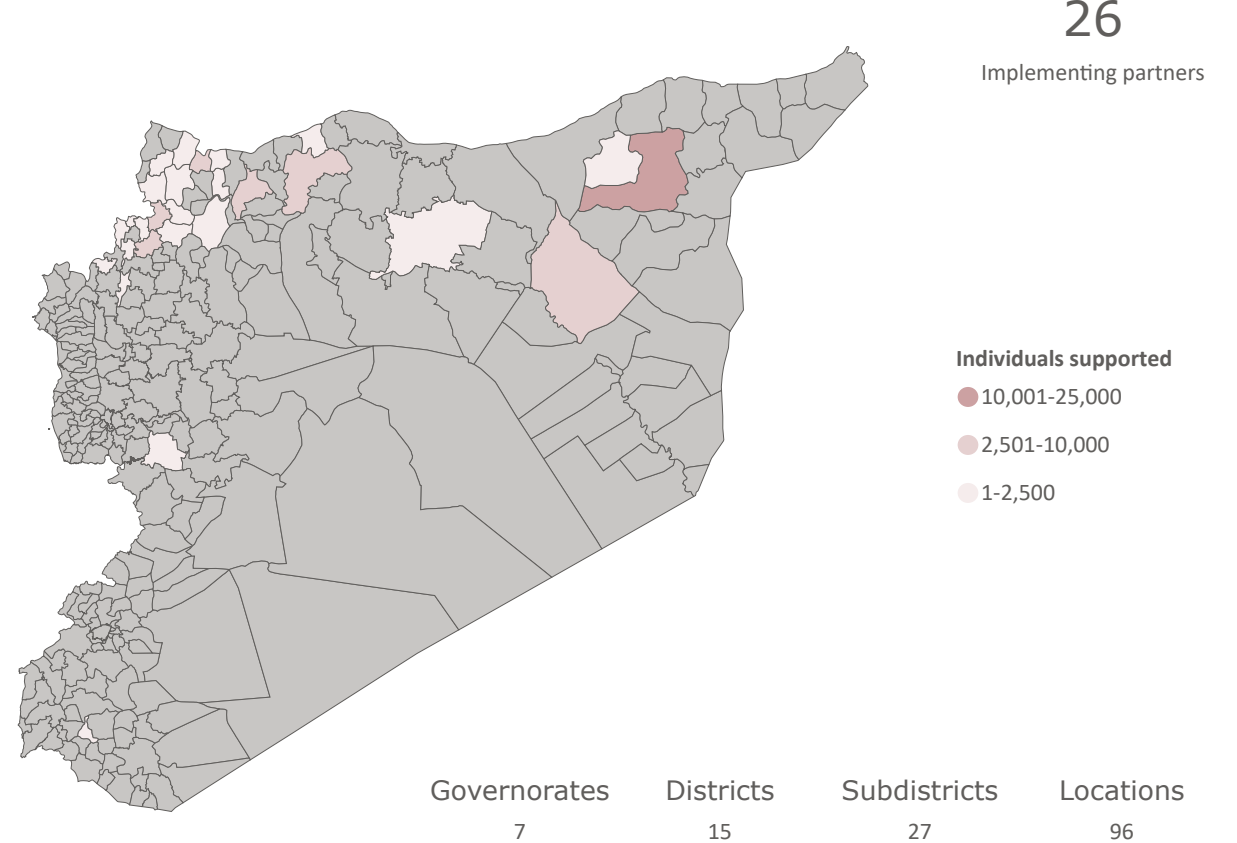 26
Implementing partners
Individuals supported
10,001-25,000
2,501-10,000
1-2,500
Governorates Districts Subdistricts Locations
7 15 27 96